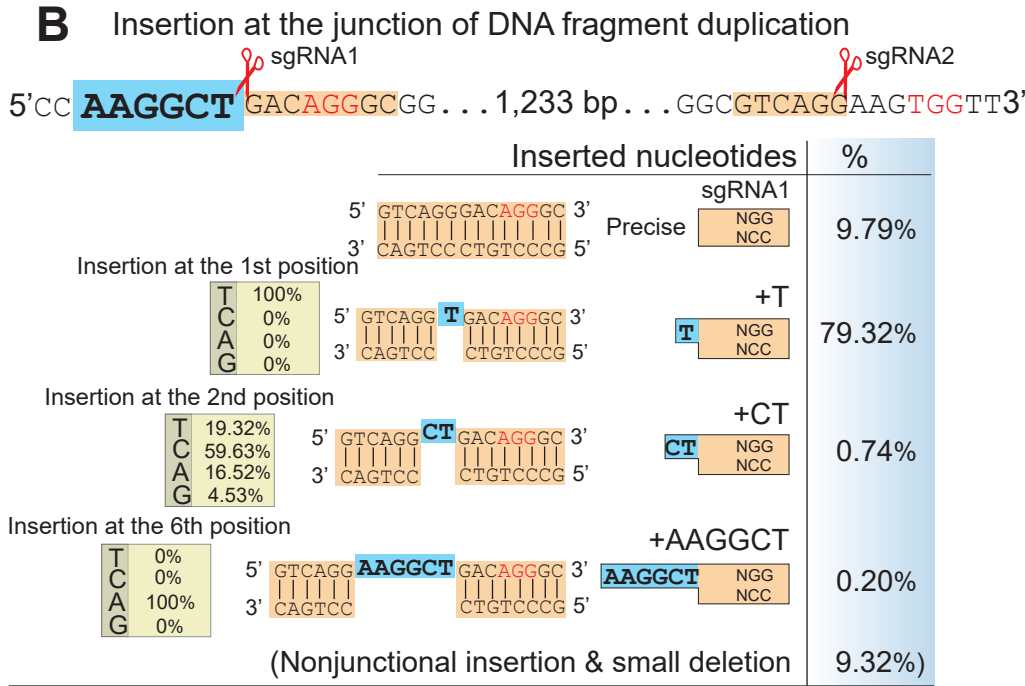 B Insertion at the junction of DNA fragment duplication
sgRNA1 sgRNA2
5’CC AAGGCT GACAGGGCGG...1,233 bp...GGCGTCAGGAAGTGGTT3’
Inserted nucleotides %
sgRNA1
5’ GTCAGGGACAGGGC 3’
3’ CAGTCCCTGTCCCG 5’
Precise NGG
NCC
9.79%
Insertion at the 1st position
T 100%
C 0%
A 0%
G 0%
5’ GTCAGG T GACAGGGC 3’
3’ CAGTCC CTGTCCCG 5’
+T
T NGG
NCC
79.32%
Insertion at the 2nd position
T 19.32%
C 59.63%
A 16.52%
G 4.53%
5’ GTCAGG CT GACAGGGC 3’
3’ CAGTCC CTGTCCCG 5’
+CT
CT NGG
NCC
0.74%
Insertion at the 6th position
T 0%
C 0%
A 100%
G 0%
5’ GTCAGG AAGGCT GACAGGGC 3’
3’ CAGTCC CTGTCCCG 5’
+AAGGCT
AAGGCT NGG
NCC
0.20%
(Nonjunctional insertion & small deletion 9.32%)